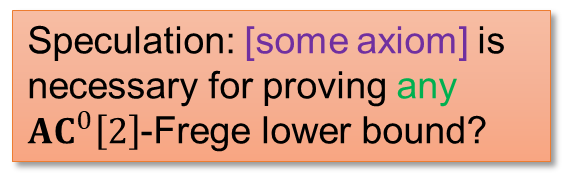 Speculation: [some axiom] is
necessary for proving any
𝐀𝐂⁰[2]-Frege lower bound?